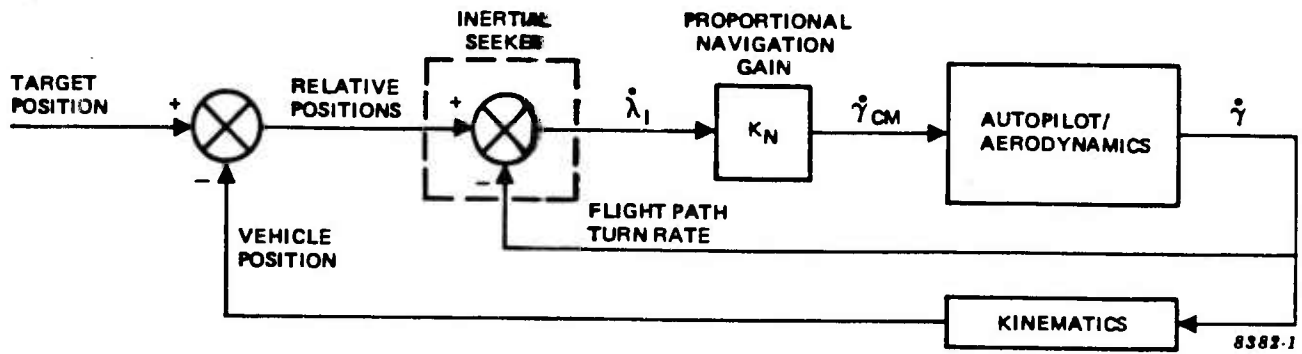 INERTIAL
SEEKER
PROPORTIONAL
NAVIGATION
GAIN
TARGET
POSITION
+
−
RELATIVE
POSITIONS
+
−
λ̇I
KN
γ̇CM
AUTOPILOT/
AERODYNAMICS
γ̇
FLIGHT PATH
TURN RATE
VEHICLE
POSITION
KINEMATICS
8382-1